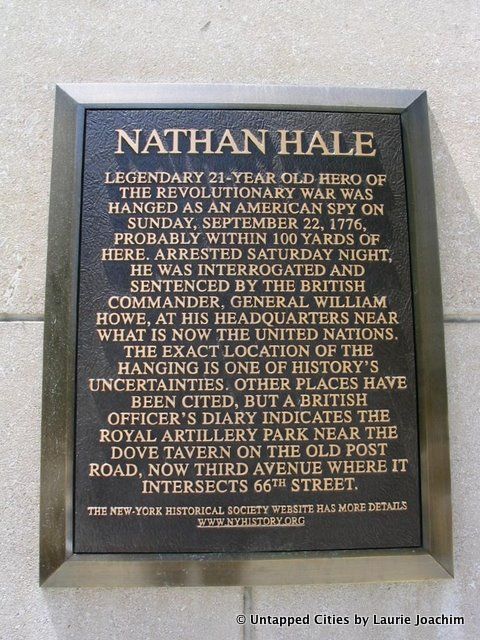 NATHAN HALE
LEGENDARY 21-YEAR OLD HERO OF
THE REVOLUTIONARY WAR WAS
HANGED AS AN AMERICAN SPY ON
SUNDAY, SEPTEMBER 22, 1776,
PROBABLY WITHIN 100 YARDS OF
HERE. ARRESTED SATURDAY NIGHT,
HE WAS INTERROGATED AND
SENTENCED BY THE BRITISH
COMMANDER, GENERAL WILLIAM
HOWE, AT HIS HEADQUARTERS NEAR
WHAT IS NOW THE UNITED NATIONS.
THE EXACT LOCATION OF THE
HANGING IS ONE OF HISTORY'S
UNCERTAINTIES. OTHER PLACES HAVE
BEEN CITED, BUT A BRITISH
OFFICER'S DIARY INDICATES THE
ROYAL ARTILLERY PARK NEAR THE
DOVE TAVERN ON THE OLD POST
ROAD, NOW THIRD AVENUE WHERE IT
INTERSECTS 66TH STREET.
THE NEW-YORK HISTORICAL SOCIETY WEBSITE HAS MORE DETAILS
WWW.NYHISTORY.ORG
© Untapped Cities by Laurie Joachim